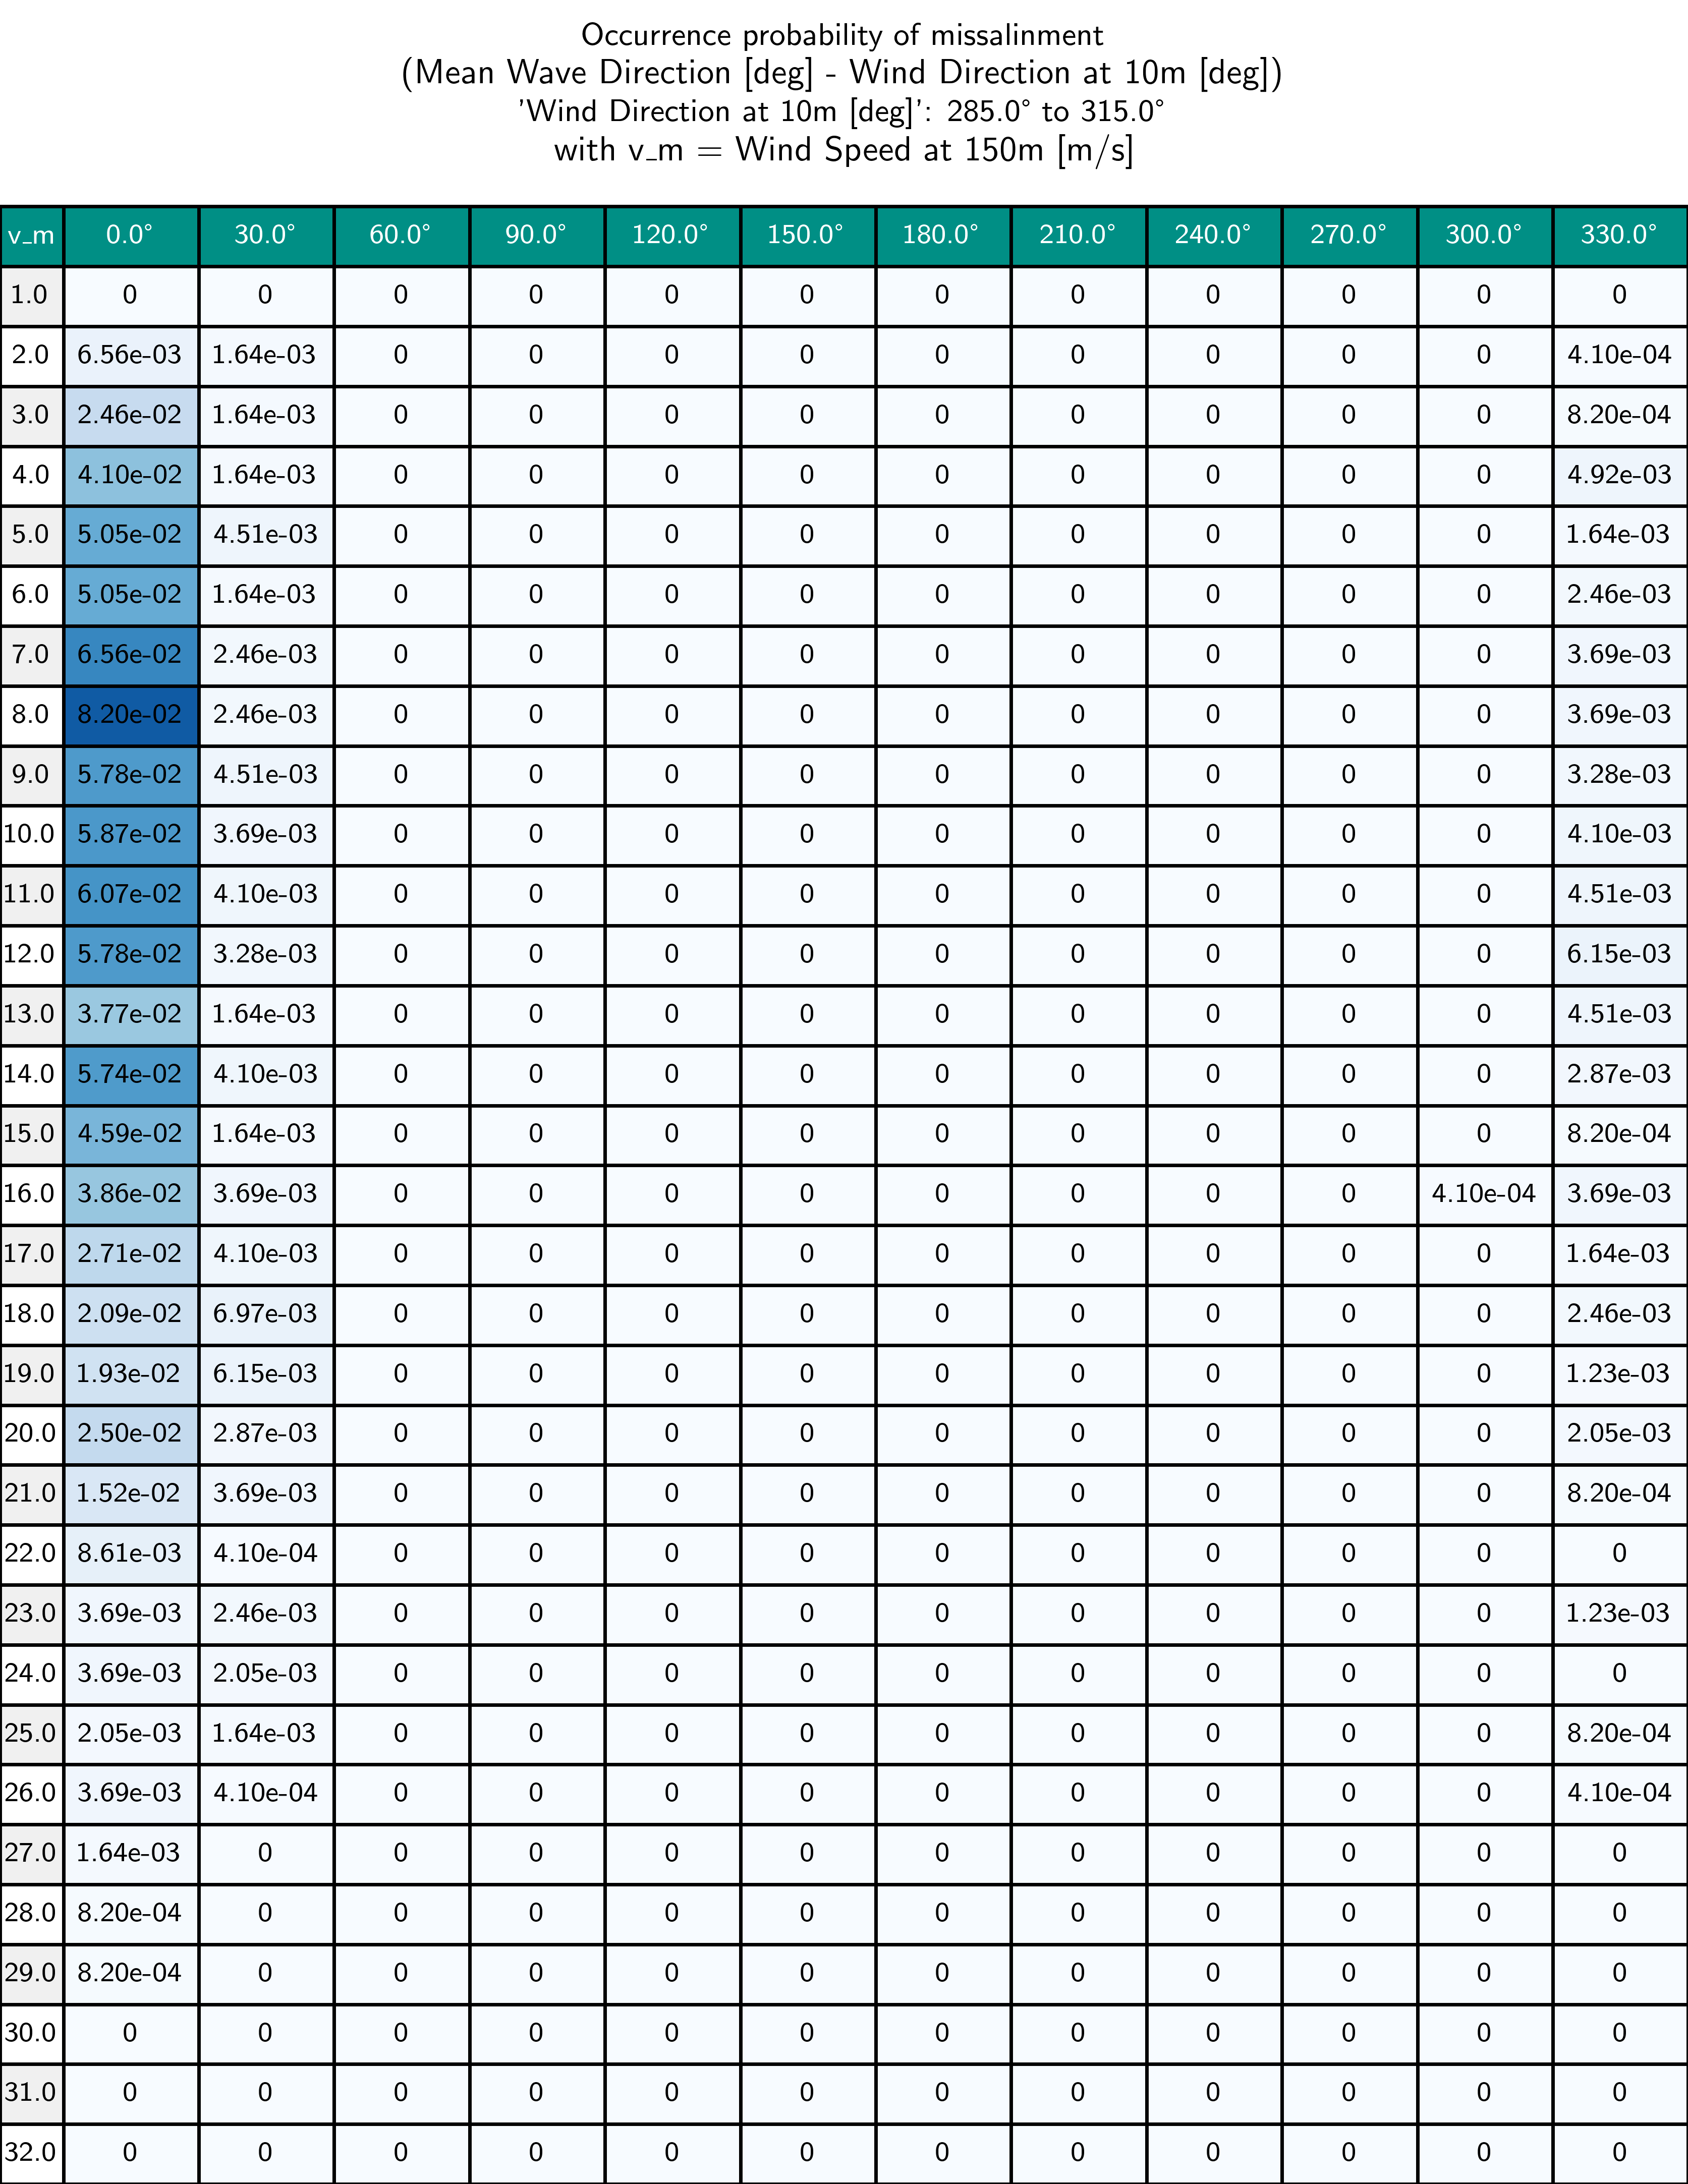 Occurrence probability of missalinment
(Mean Wave Direction [deg] - Wind Direction at 10m [deg])
'Wind Direction at 10m [deg]': 285.0° to 315.0°
with v_m = Wind Speed at 150m [m/s]
v_m 0.0° 30.0° 60.0° 90.0° 120.0° 150.0° 180.0° 210.0° 240.0° 270.0° 300.0° 330.0°
1.0 0 0 0 0 0 0 0 0 0 0 0 0
2.0 6.56e-03 1.64e-03 0 0 0 0 0 0 0 0 0 4.10e-04
3.0 2.46e-02 1.64e-03 0 0 0 0 0 0 0 0 0 8.20e-04
4.0 4.10e-02 1.64e-03 0 0 0 0 0 0 0 0 0 4.92e-03
5.0 5.05e-02 4.51e-03 0 0 0 0 0 0 0 0 0 1.64e-03
6.0 5.05e-02 1.64e-03 0 0 0 0 0 0 0 0 0 2.46e-03
7.0 6.56e-02 2.46e-03 0 0 0 0 0 0 0 0 0 3.69e-03
8.0 8.20e-02 2.46e-03 0 0 0 0 0 0 0 0 0 3.69e-03
9.0 5.78e-02 4.51e-03 0 0 0 0 0 0 0 0 0 3.28e-03
10.0 5.87e-02 3.69e-03 0 0 0 0 0 0 0 0 0 4.10e-03
11.0 6.07e-02 4.10e-03 0 0 0 0 0 0 0 0 0 4.51e-03
12.0 5.78e-02 3.28e-03 0 0 0 0 0 0 0 0 0 6.15e-03
13.0 3.77e-02 1.64e-03 0 0 0 0 0 0 0 0 0 4.51e-03
14.0 5.74e-02 4.10e-03 0 0 0 0 0 0 0 0 0 2.87e-03
15.0 4.59e-02 1.64e-03 0 0 0 0 0 0 0 0 0 8.20e-04
16.0 3.86e-02 3.69e-03 0 0 0 0 0 0 0 0 4.10e-04 3.69e-03
17.0 2.71e-02 4.10e-03 0 0 0 0 0 0 0 0 0 1.64e-03
18.0 2.09e-02 6.97e-03 0 0 0 0 0 0 0 0 0 2.46e-03
19.0 1.93e-02 6.15e-03 0 0 0 0 0 0 0 0 0 1.23e-03
20.0 2.50e-02 2.87e-03 0 0 0 0 0 0 0 0 0 2.05e-03
21.0 1.52e-02 3.69e-03 0 0 0 0 0 0 0 0 0 8.20e-04
22.0 8.61e-03 4.10e-04 0 0 0 0 0 0 0 0 0 0
23.0 3.69e-03 2.46e-03 0 0 0 0 0 0 0 0 0 1.23e-03
24.0 3.69e-03 2.05e-03 0 0 0 0 0 0 0 0 0 0
25.0 2.05e-03 1.64e-03 0 0 0 0 0 0 0 0 0 8.20e-04
26.0 3.69e-03 4.10e-04 0 0 0 0 0 0 0 0 0 4.10e-04
27.0 1.64e-03 0 0 0 0 0 0 0 0 0 0 0
28.0 8.20e-04 0 0 0 0 0 0 0 0 0 0 0
29.0 8.20e-04 0 0 0 0 0 0 0 0 0 0 0
30.0 0 0 0 0 0 0 0 0 0 0 0 0
31.0 0 0 0 0 0 0 0 0 0 0 0 0
32.0 0 0 0 0 0 0 0 0 0 0 0 0